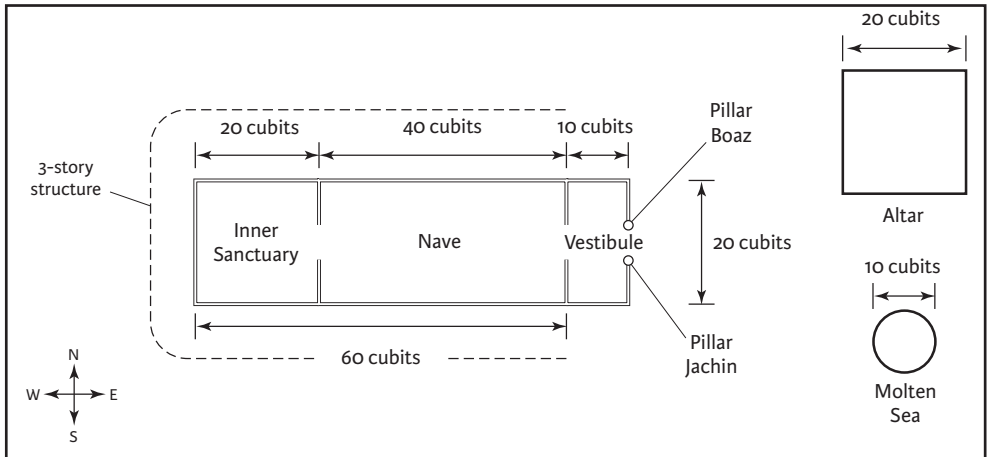 20 cubits
Pillar
Boaz
20 cubits
40 cubits
10 cubits
3-story
structure
Inner
Sanctuary
Nave
Vestibule
20 cubits
Altar
10 cubits
60 cubits
Pillar
Jachin
Molten
Sea
N
W
E
S